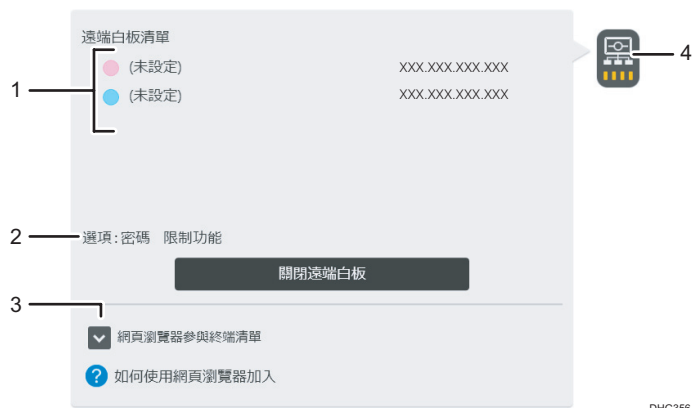 遠端白板清單
1
(未設定) XXX.XXX.XXX.XXX
(未設定) XXX.XXX.XXX.XXX
4
2
選項:密碼 限制功能
關閉遠端白板
3
網頁瀏覽器參與終端清單
? 如何使用網頁瀏覽器加入
DHC356